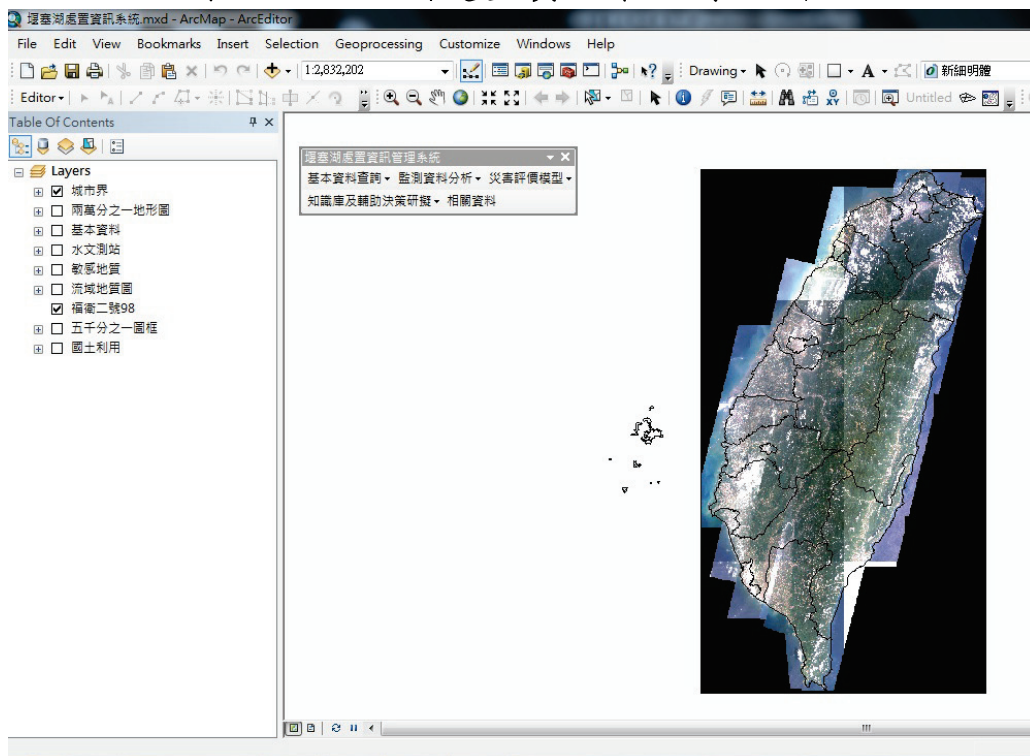 堰塞湖處置資訊系統.mxd - ArcMap - ArcEditor
File Edit View Bookmarks Insert Selection Geoprocessing Customize Windows Help
1:2,832,202 Drawing A 新細明體
Editor Untitled
Table Of Contents
Layers
城市界
兩萬分之一地形圖
基本資料
水文測站
敏感地質
流域地質圖
福衛二號98
五千分之一圖框
國土利用
堰塞湖處置資訊管理系統
基本資料查詢 監測資料分析 災害評價模型
知識庫及輔助決策研擬 相關資料